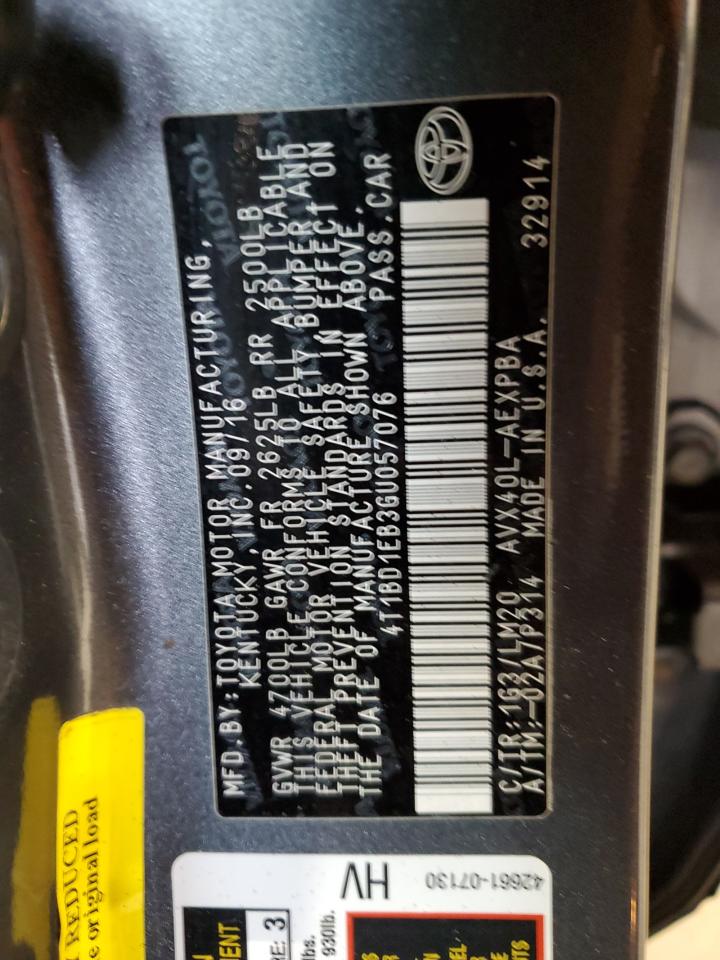 MFD.BY:TOYOTA MOTOR MANUFACTURING,
KENTUCKY,INC.09/16
GVWR 4700LB GAWR FR 2625LB RR 2500LB
THIS VEHICLE CONFORMS TO ALL APPLICABLE
FEDERAL MOTOR VEHICLE SAFETY,BUMPER,AND
THEFT PREVENTION STANDARDS IN EFFECT ON
THE DATE OF MANUFACTURE SHOWN ABOVE.
4T1BD1EB3GU057076 PASS.CAR
C/TR:1G3/LM20 AVX40L-AEXPBA
A/TM:-02A7P314 MADE IN U.S.A. 32914
REDUCED
original load
HV
42661-07130
3
lbs.
930lb.